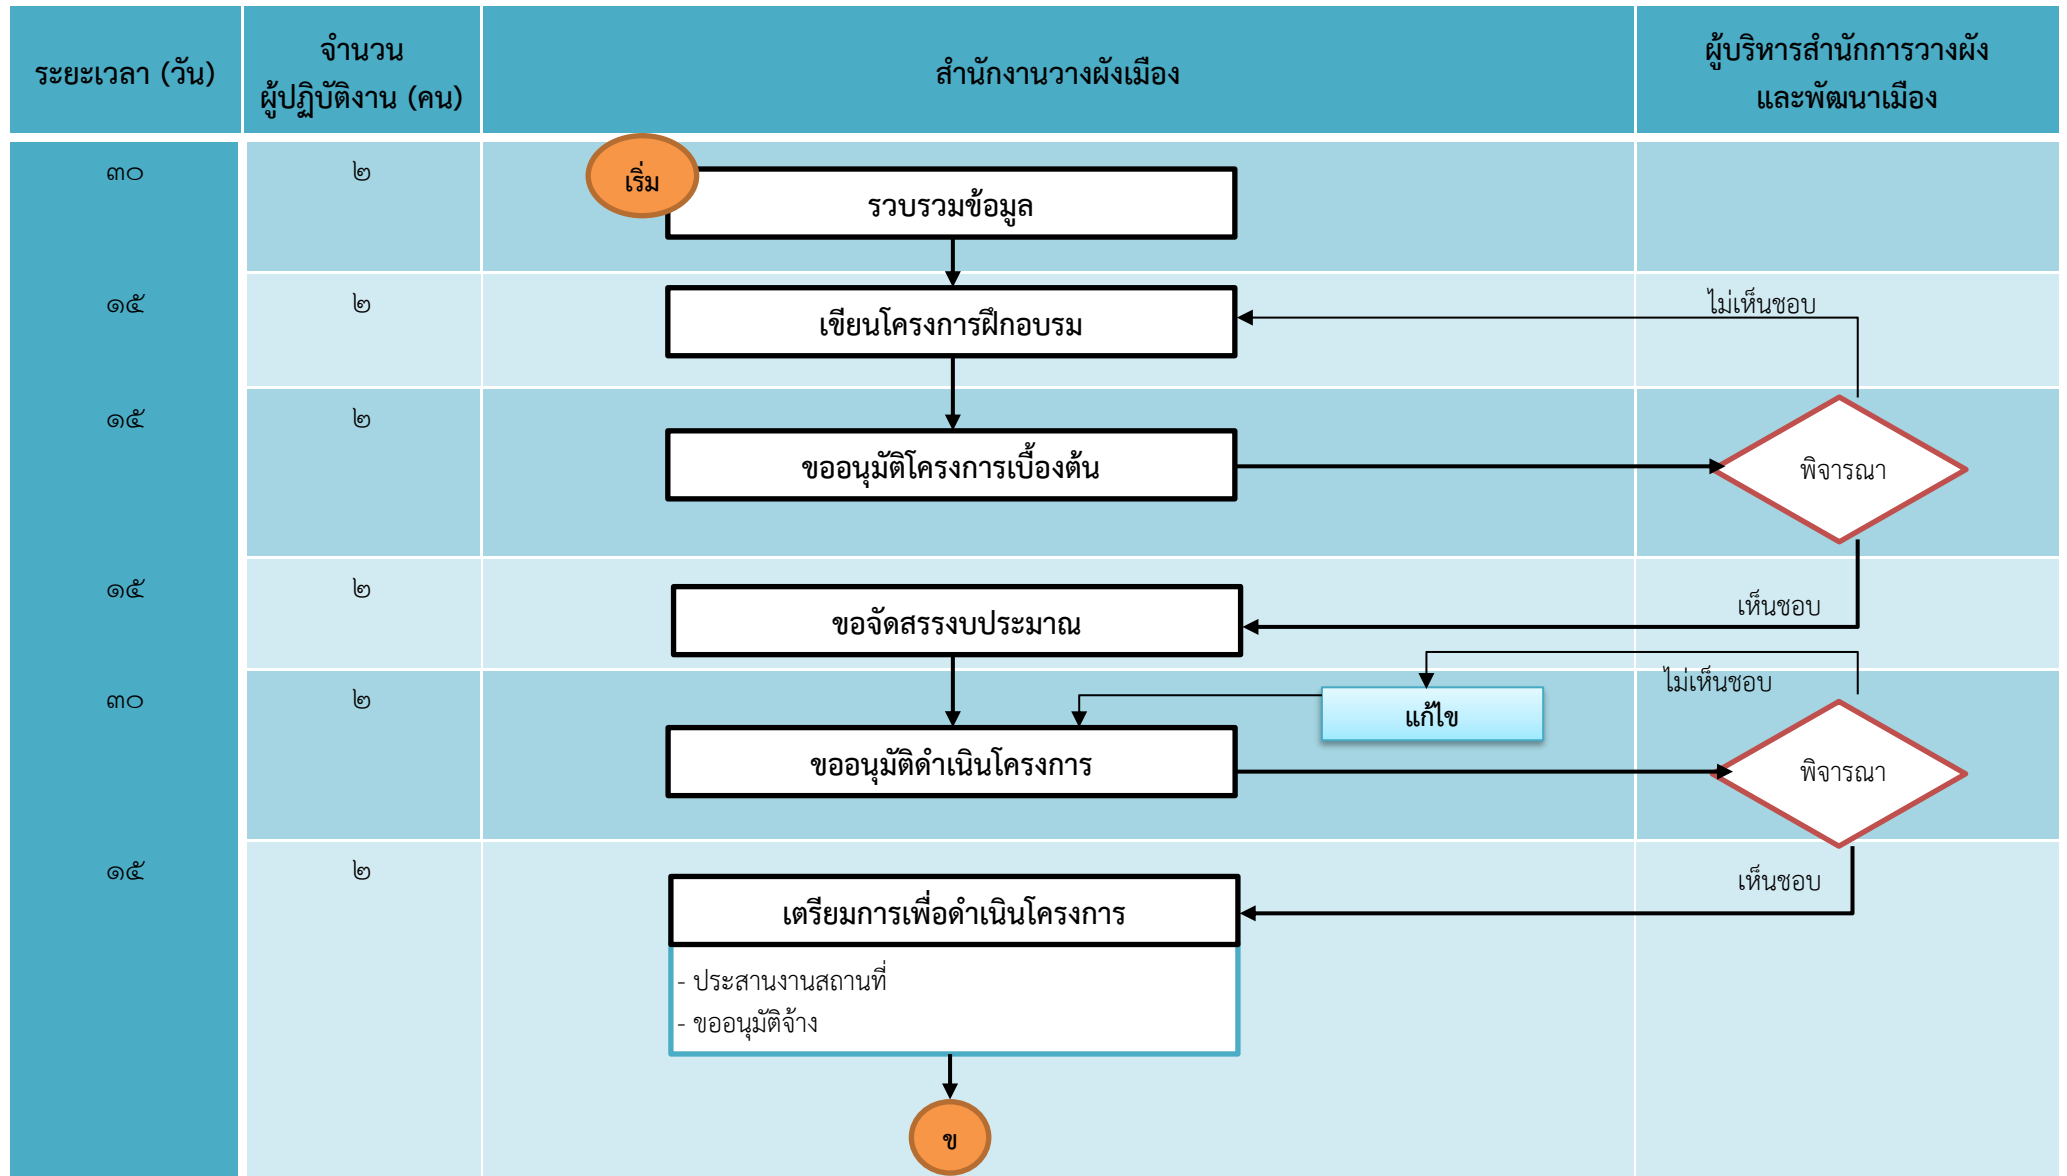 ระยะเวลา (วัน)
จำนวน
ผู้ปฏิบัติงาน (คน)
สำนักงานวางผังเมือง
ผู้บริหารสำนักการวางผัง
และพัฒนาเมือง
๓๐
๒
เริ่ม
รวบรวมข้อมูล
๑๕
๒
เขียนโครงการฝึกอบรม
ไม่เห็นชอบ
๑๕
๒
ขออนุมัติโครงการเบื้องต้น
พิจารณา
๑๕
๒
ขอจัดสรรงบประมาณ
เห็นชอบ
๓๐
๒
แก้ไข
ไม่เห็นชอบ
ขออนุมัติดำเนินโครงการ
พิจารณา
๑๕
๒
เตรียมการเพื่อดำเนินโครงการ
เห็นชอบ
- ประสานงานสถานที่
- ขออนุมัติจ้าง
ข